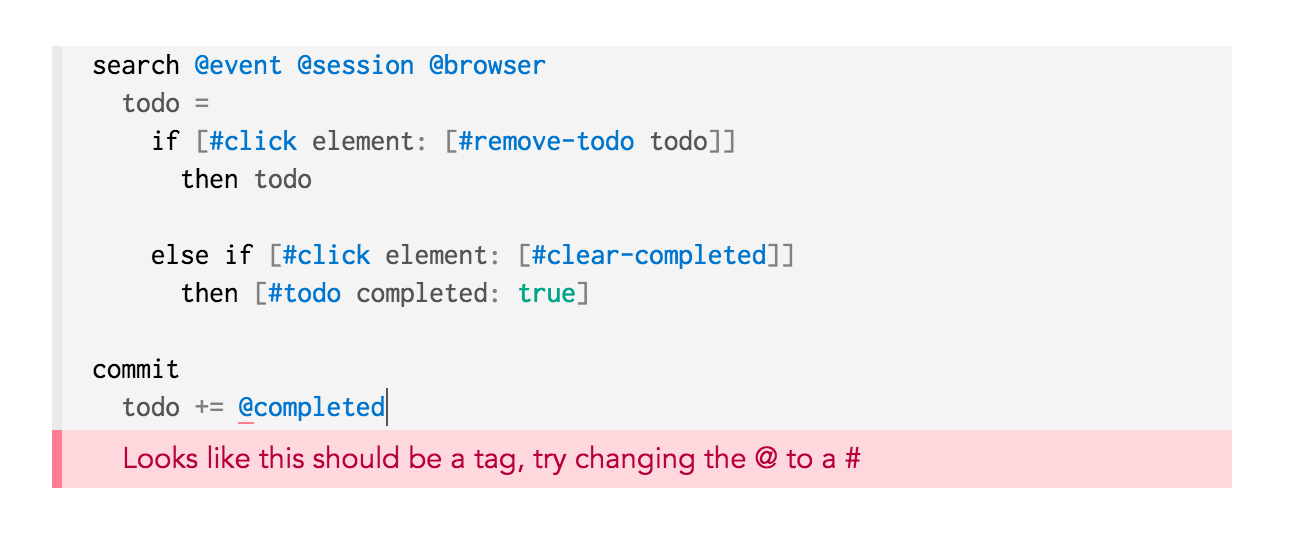 search @event @session @browser
todo =
if [#click element: [#remove-todo todo]]
then todo
else if [#click element: [#clear-completed]]
then [#todo completed: true]
commit
todo += @completed
Looks like this should be a tag, try changing the @ to a #